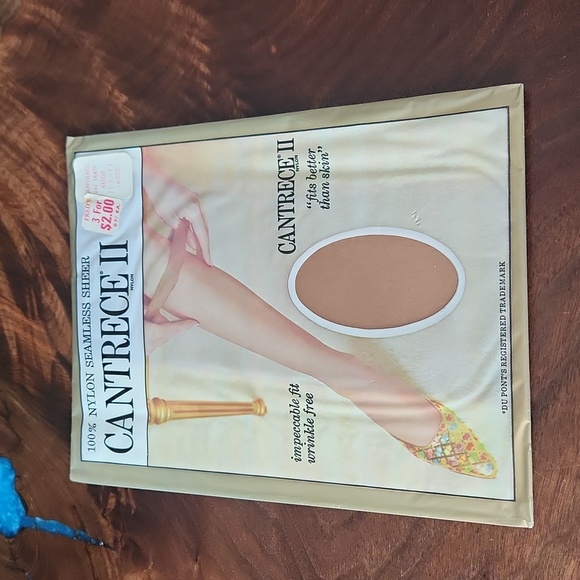 100% NYLON SEAMLESS SHEER
CANTRECE® II
NYLON
3 For
$2.00
CANTRECE® II
NYLON
"fits better
than skin"
impeccable fit
wrinkle free
*DU PONT'S REGISTERED TRADEMARK